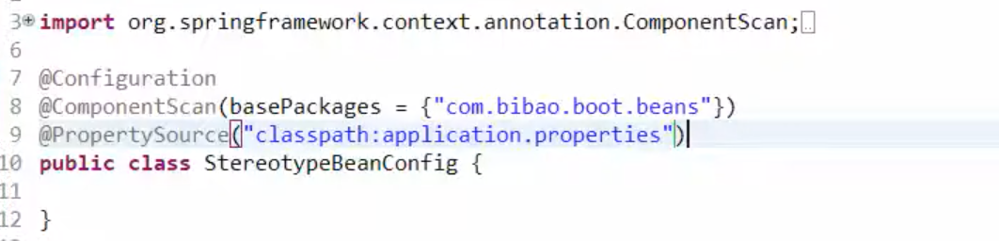 3 import org.springframework.context.annotation.ComponentScan;
6
7 @Configuration
8 @ComponentScan(basePackages = {"com.bibao.boot.beans"})
9 @PropertySource("classpath:application.properties")
10 public class StereotypeBeanConfig {
11
12 }